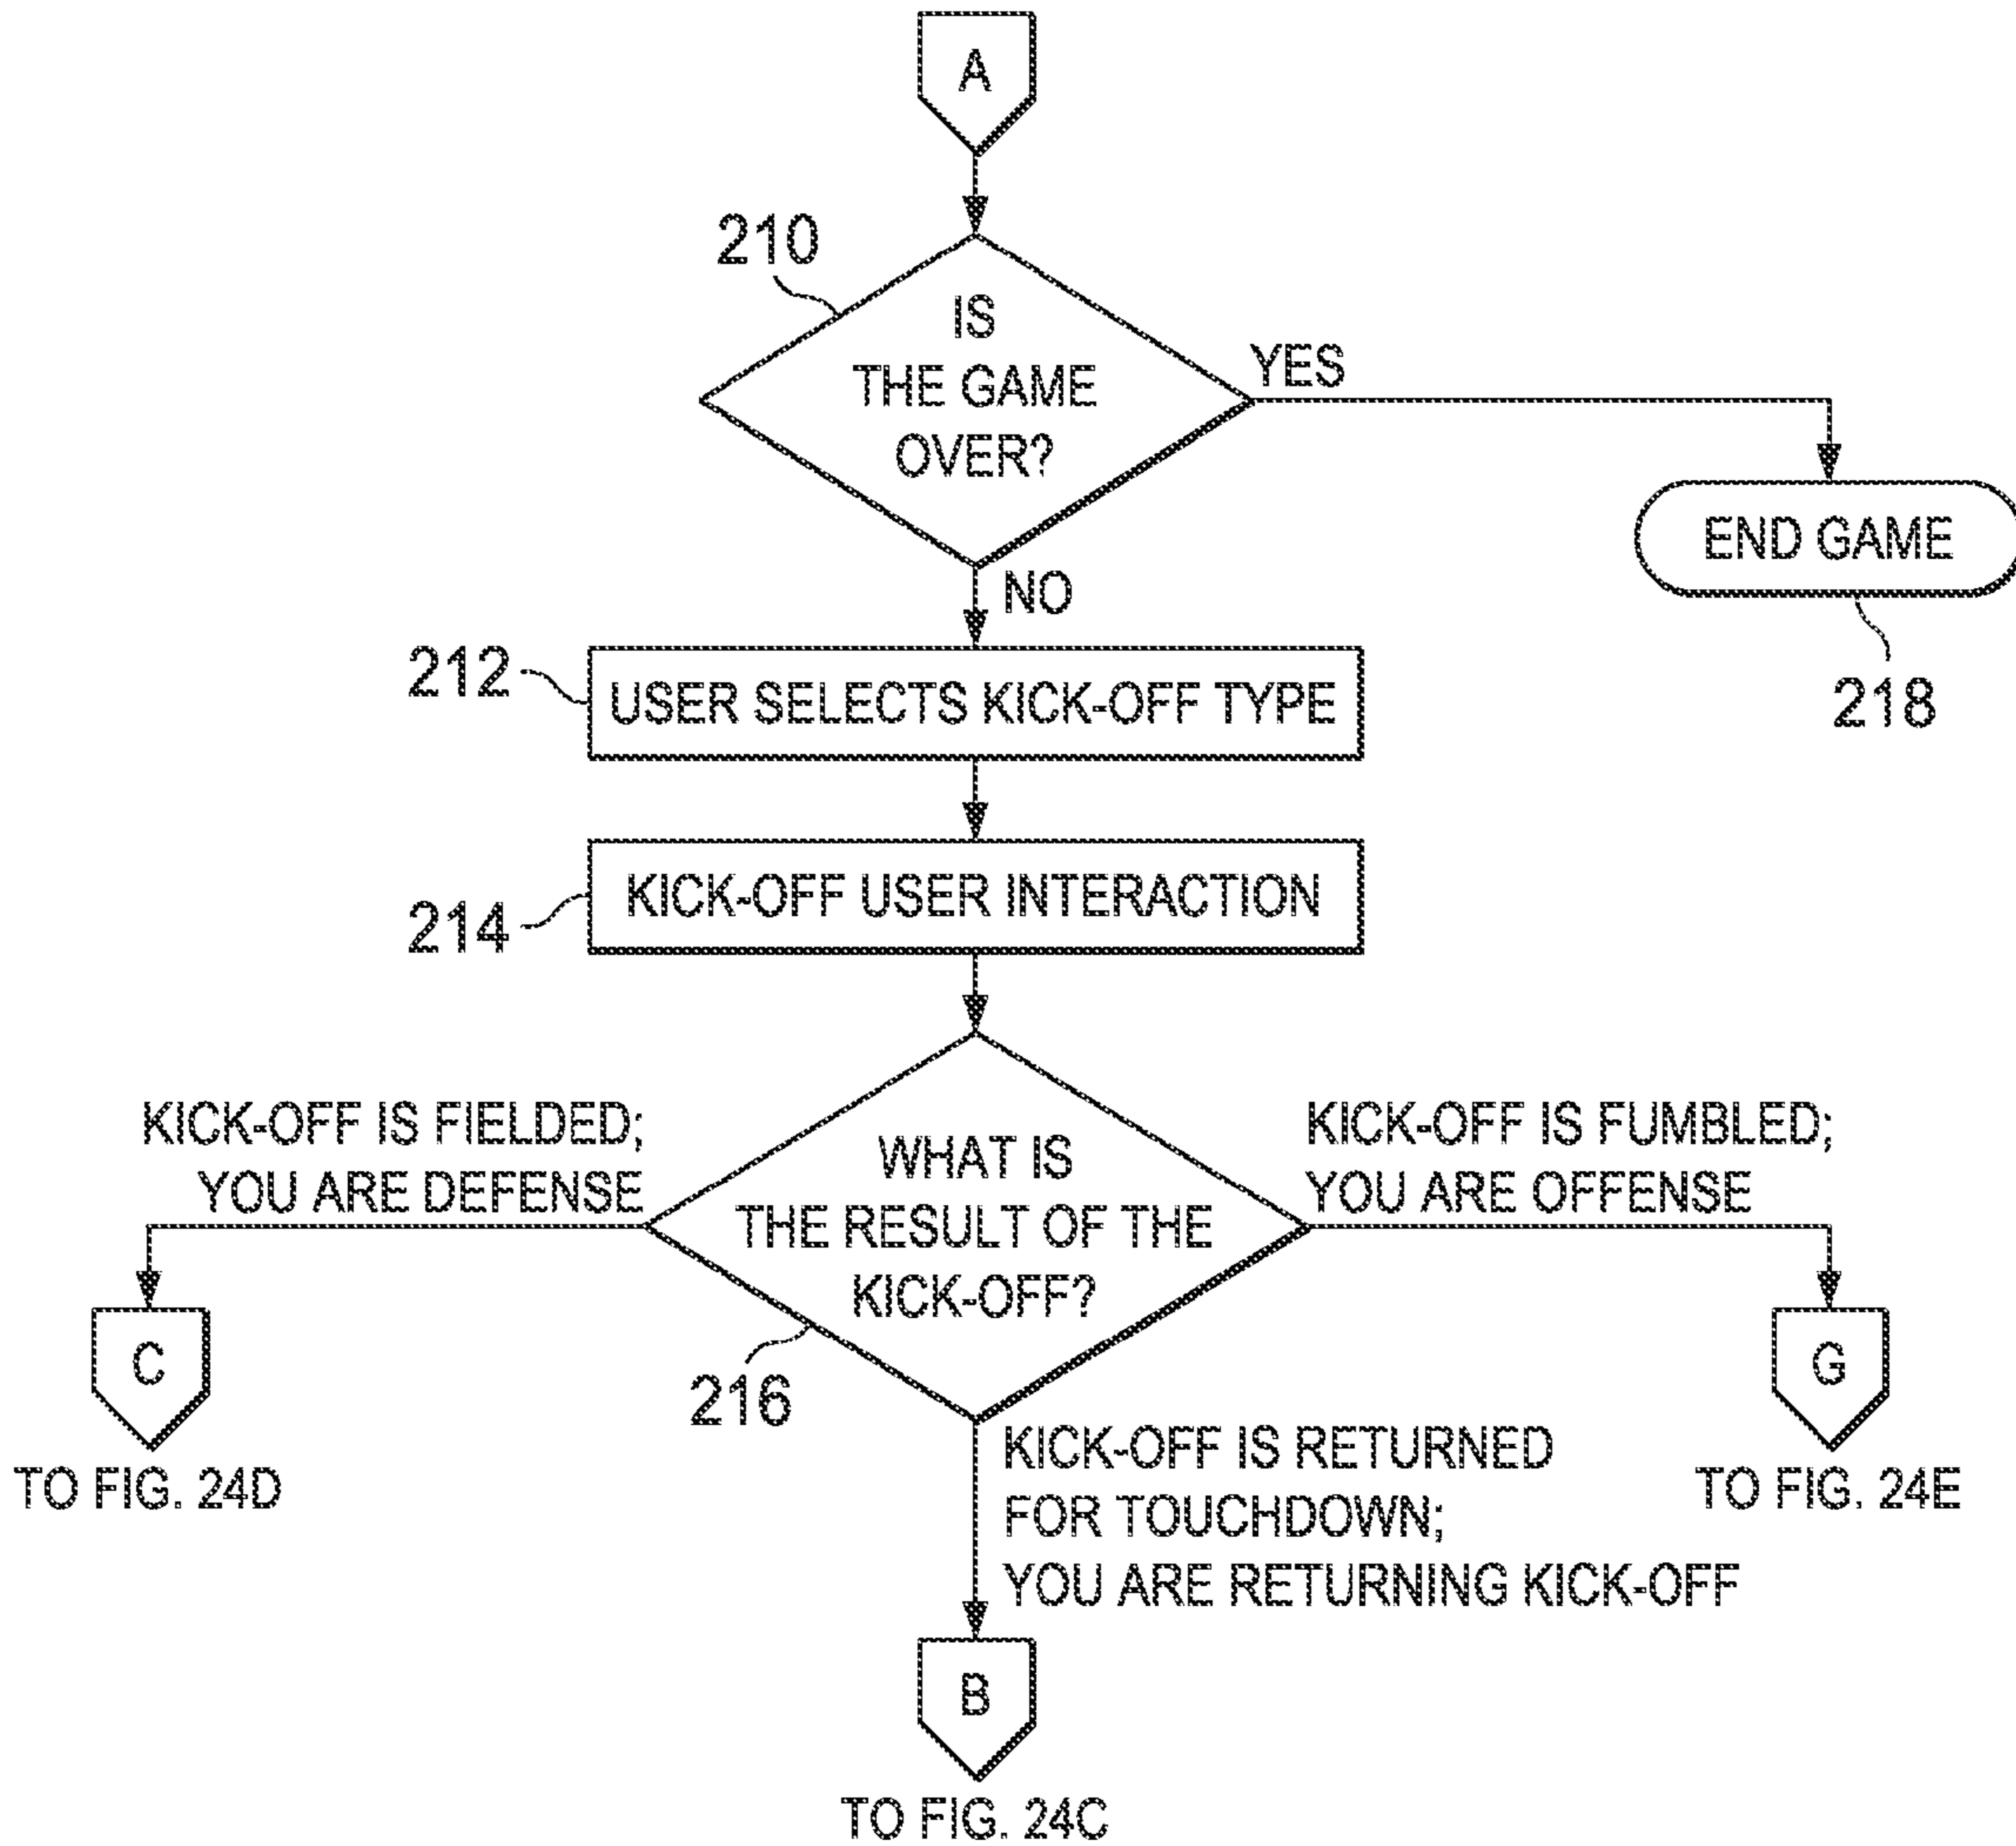 A
210
IS
THE GAME
OVER?
YES
END GAME
218
NO
212
USER SELECTS KICK-OFF TYPE
214
KICK-OFF USER INTERACTION
KICK-OFF IS FIELDED;
YOU ARE DEFENSE
WHAT IS
THE RESULT OF THE
KICK-OFF?
216
KICK-OFF IS FUMBLED;
YOU ARE OFFENSE
C
TO FIG. 24D
G
TO FIG. 24E
KICK-OFF IS RETURNED
FOR TOUCHDOWN;
YOU ARE RETURNING KICK-OFF
B
TO FIG. 24C